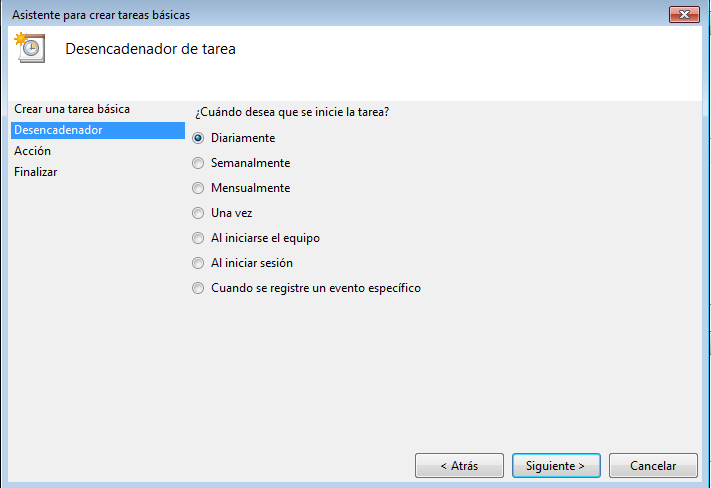 Asistente para crear tareas básicas
Desencadenador de tarea
Crear una tarea básica
Desencadenador
Acción
Finalizar
¿Cuándo desea que se inicie la tarea?
Diariamente
Semanalmente
Mensualmente
Una vez
Al iniciarse el equipo
Al iniciar sesión
Cuando se registre un evento específico
< Atrás
Siguiente >
Cancelar